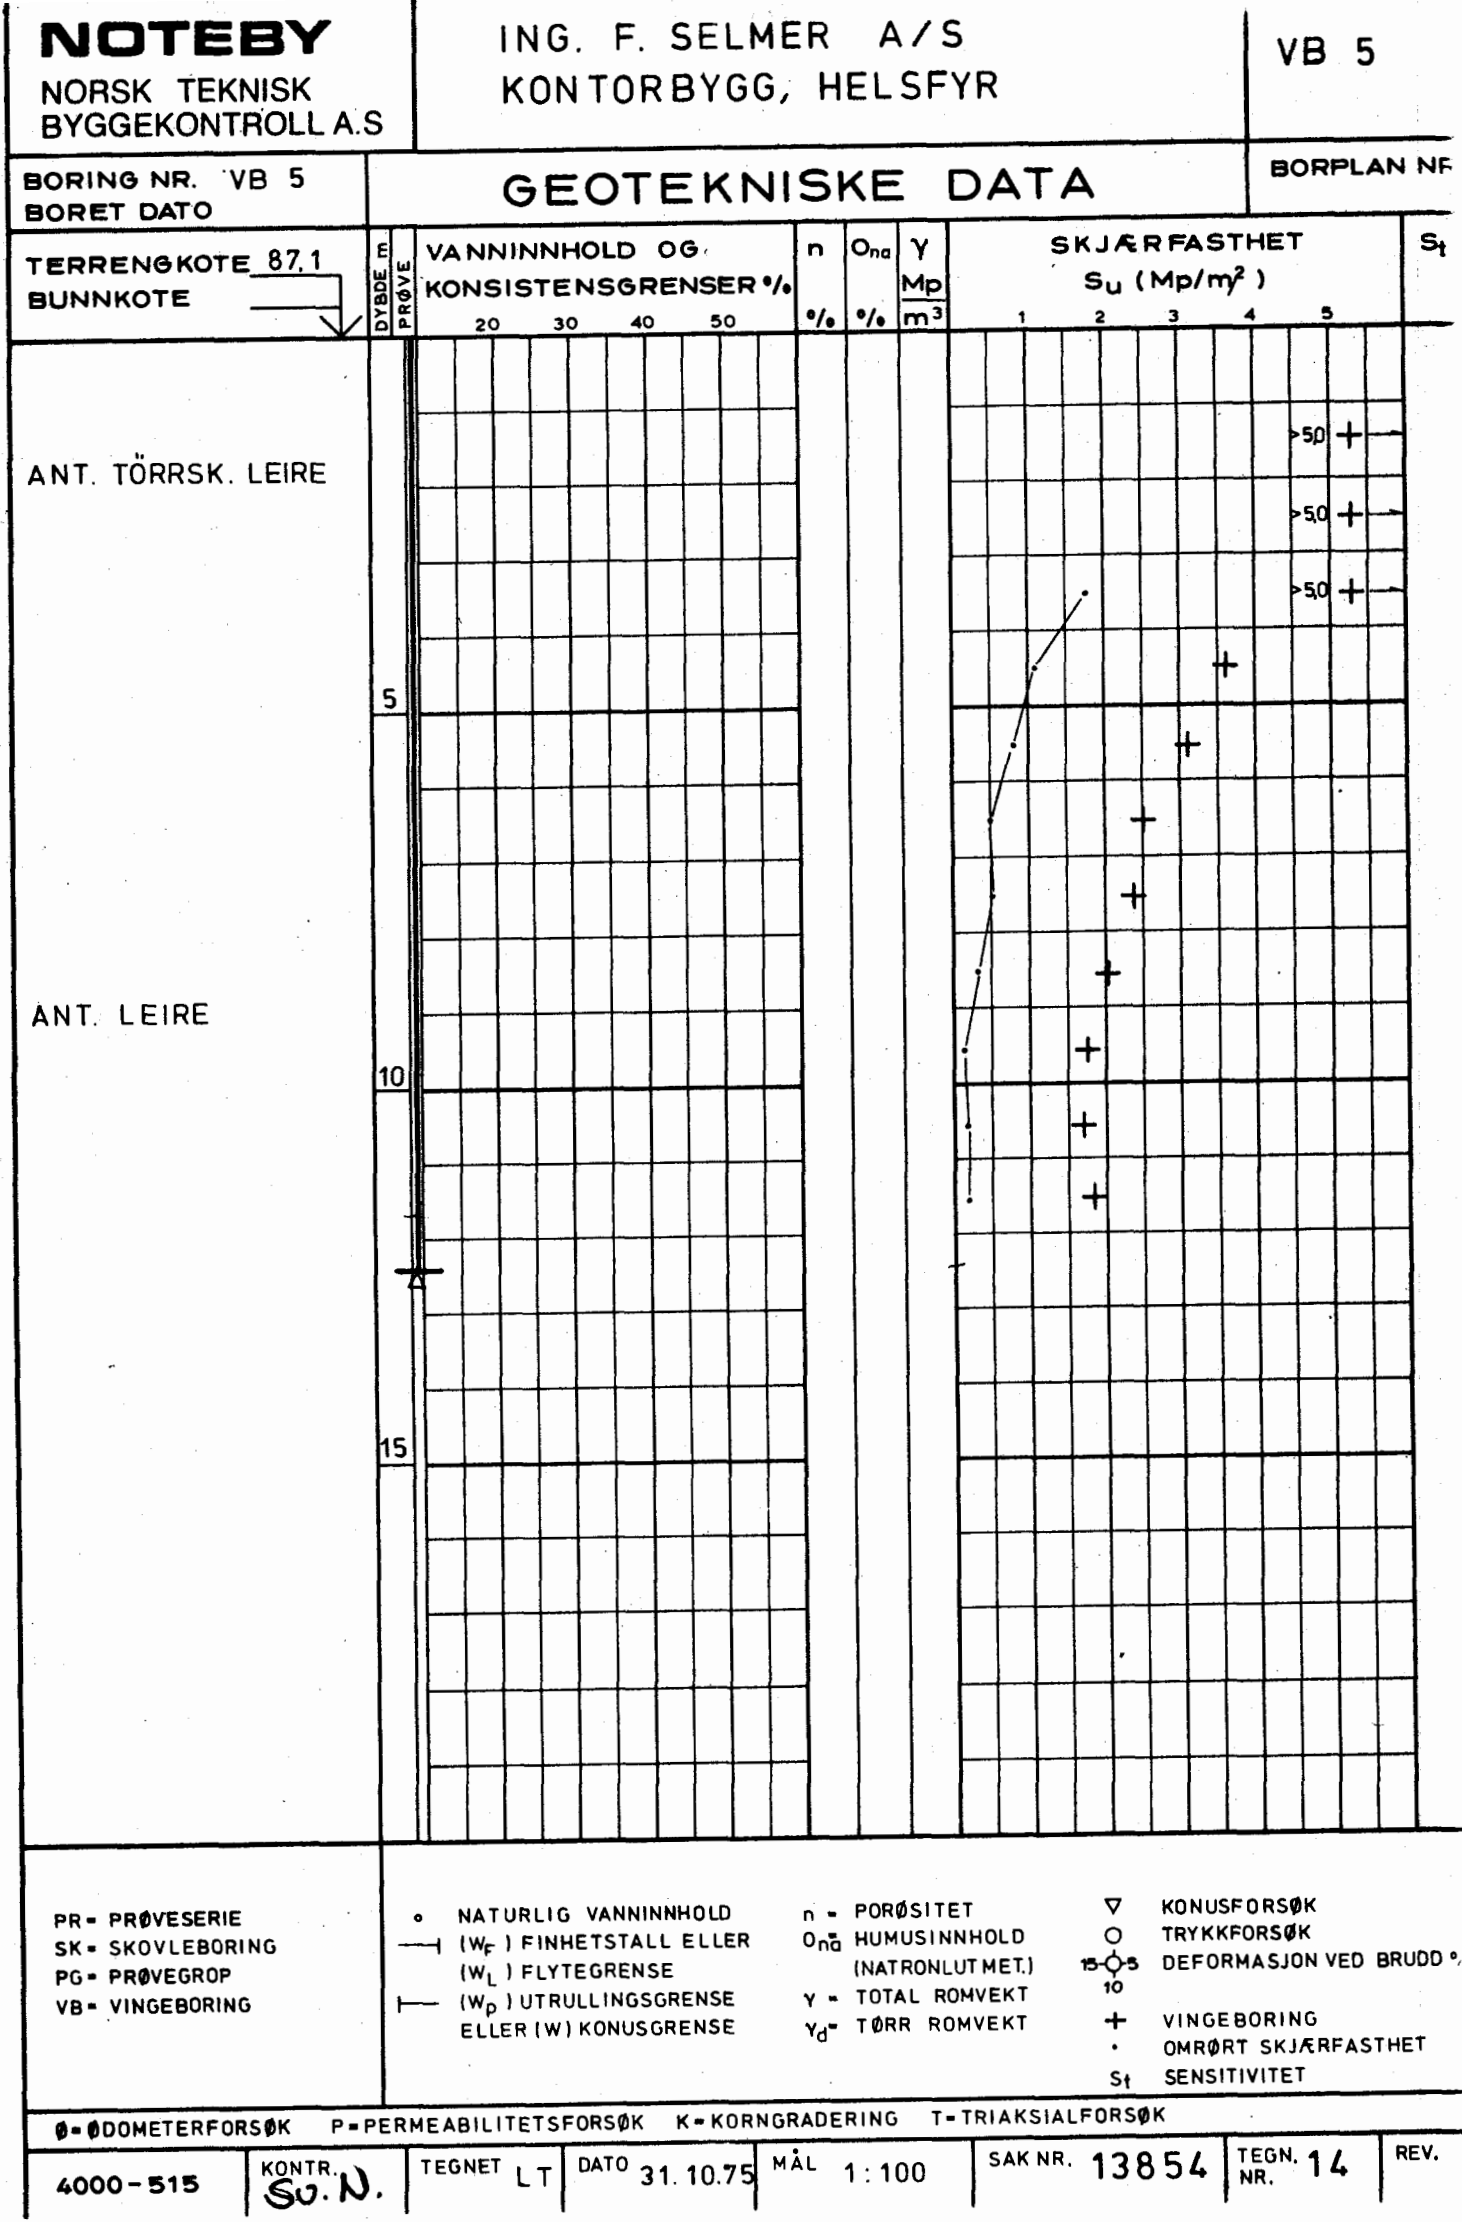 NOTEBY
NORSK TEKNISK
BYGGEKONTROLL A.S
ING. F. SELMER A/S
KONTORBYGG, HELSFYR
VB 5
BORING NR. VB 5
BORET DATO
GEOTEKNISKE DATA
BORPLAN NR
TERRENGKOTE 87,1
BUNNKOTE
DYBDE m
PRØVE
VANNINNHOLD OG
KONSISTENSGRENSER %
20 30 40 50
n
%
Ona
%
γ
Mp
m³
SKJÆRFASTHET
Su (Mp/m²)
1 2 3 4 5
St
>5,0
ANT. TÖRRSK. LEIRE
>5,0
>5,0
5
ANT. LEIRE
10
15
PR = PRØVESERIE
SK = SKOVLEBORING
PG = PRØVEGROP
VB = VINGEBORING
NATURLIG VANNINNHOLD
(WF) FINHETSTALL ELLER
(WL) FLYTEGRENSE
(Wp) UTRULLINGSGRENSE
ELLER (W) KONUSGRENSE
n = PORØSITET
Ona = HUMUSINNHOLD
(NATRONLUT MET.)
γ = TOTAL ROMVEKT
γd = TØRR ROMVEKT
KONUSFORSØK
TRYKKFORSØK
15 5 DEFORMASJON VED BRUDD %
10
+ VINGEBORING
· OMRØRT SKJÆRFASTHET
St SENSITIVITET
Ø = ØDOMETERFORSØK P = PERMEABILITETSFORSØK K = KORNGRADERING T = TRIAKSIALFORSØK
4000-515
KONTR. Sv. N.
TEGNET LT
DATO 31.10.75
MÅL 1:100
SAK NR. 13854
TEGN. NR. 14
REV.